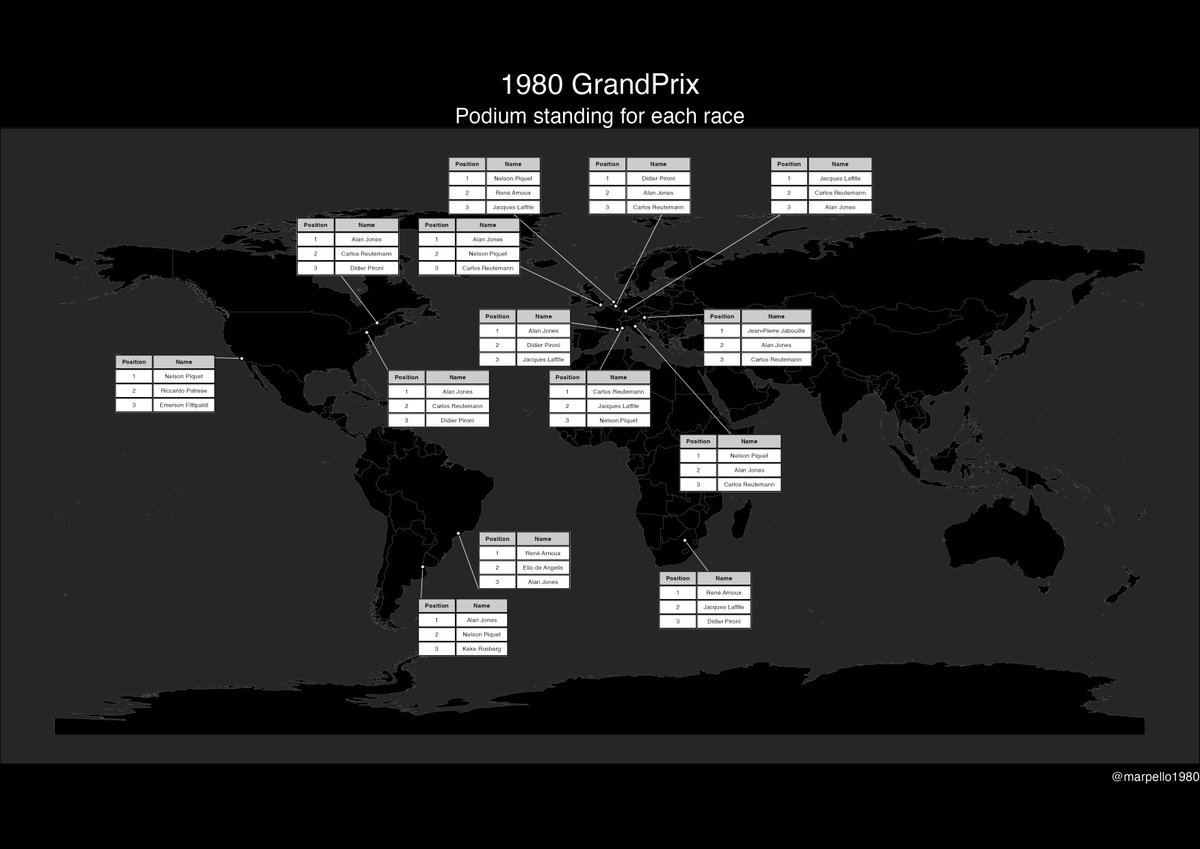 1980 GrandPrix
Podium standing for each race
Position Name
1 Nelson Piquet
2 René Arnoux
3 Jacques Laffite
Position Name
1 Didier Pironi
2 Alan Jones
3 Carlos Reutemann
Position Name
1 Jacques Laffite
2 Carlos Reutemann
3 Alan Jones
Position Name
1 Alan Jones
2 Carlos Reutemann
3 Didier Pironi
Position Name
1 Alan Jones
2 Nelson Piquet
3 Carlos Reutemann
Position Name
1 Alan Jones
2 Didier Pironi
3 Jacques Laffite
Position Name
1 Jean-Pierre Jabouille
2 Alan Jones
3 Carlos Reutemann
Position Name
1 Nelson Piquet
2 Riccardo Patrese
3 Emerson Fittipaldi
Position Name
1 Alan Jones
2 Carlos Reutemann
3 Didier Pironi
Position Name
1 Carlos Reutemann
2 Jacques Laffite
3 Nelson Piquet
Position Name
1 Nelson Piquet
2 Alan Jones
3 Carlos Reutemann
Position Name
1 René Arnoux
2 Elio de Angelis
3 Alan Jones
Position Name
1 René Arnoux
2 Jacques Laffite
3 Didier Pironi
Position Name
1 Alan Jones
2 Nelson Piquet
3 Keke Rosberg
@marpello1980